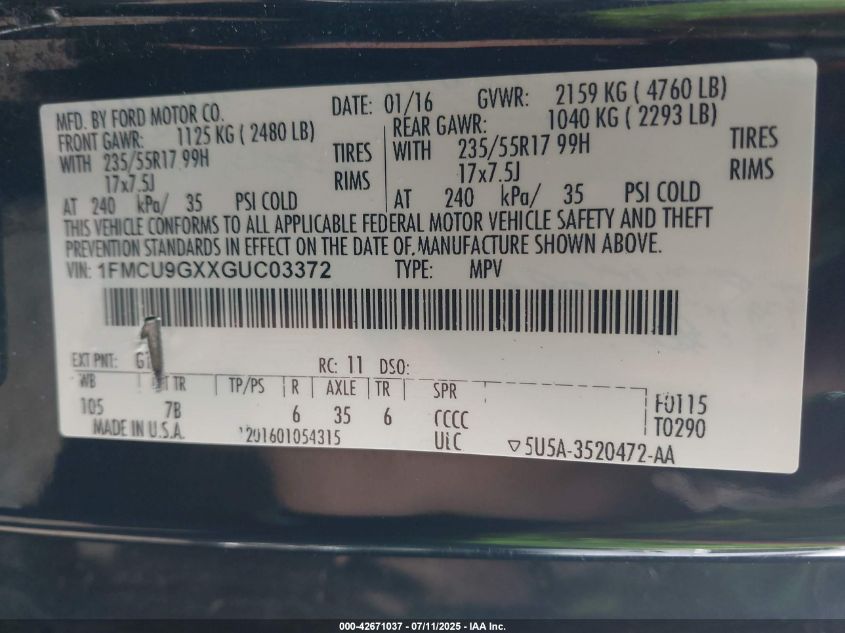 MFD. BY FORD MOTOR CO. DATE: 01/16 GVWR: 2159 KG ( 4760 LB)
FRONT GAWR: 1125 KG ( 2480 LB) REAR GAWR: 1040 KG ( 2293 LB)
WITH 235/55R17 99H TIRES WITH 235/55R17 99H TIRES
17x7.5J RIMS 17x7.5J RIMS
AT 240 kPa/ 35 PSI COLD AT 240 kPa/ 35 PSI COLD
THIS VEHICLE CONFORMS TO ALL APPLICABLE FEDERAL MOTOR VEHICLE SAFETY AND THEFT
PREVENTION STANDARDS IN EFFECT ON THE DATE OF MANUFACTURE SHOWN ABOVE.
VIN: 1FMCU9GXXGUC03372 TYPE: MPV
EXT PNT: RC: 11 DSO:
WB TR TP/PS R AXLE TR SPR
105 7B 6 35 6 CCCC F0115
MADE IN U.S.A. 201601054315 T0290
▽5U5A-3520472-AA
000-42671037 - 07/11/2025 - IAA Inc.